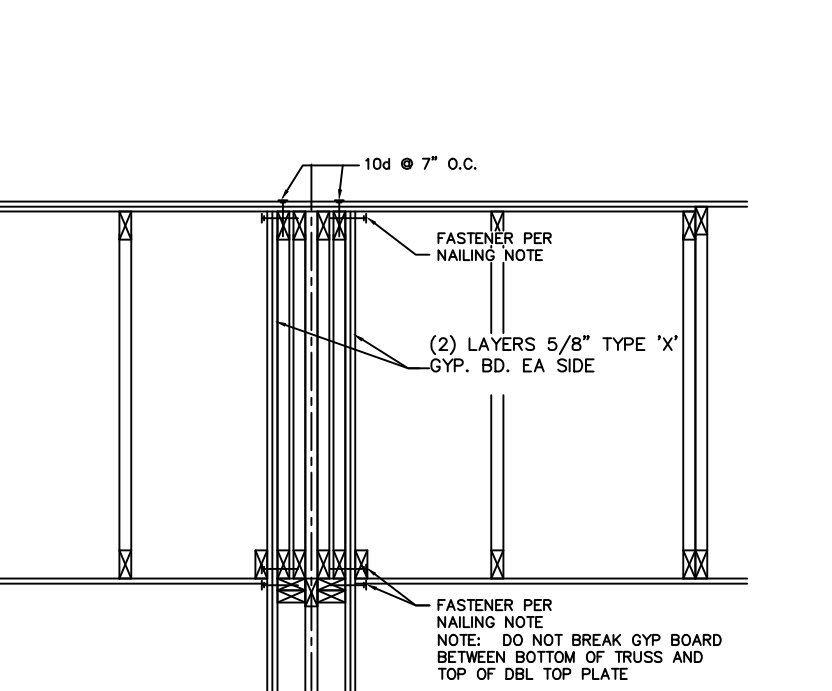 10d @ 7" O.C.
FASTENER PER
NAILING NOTE
(2) LAYERS 5/8" TYPE 'X'
GYP. BD. EA SIDE
FASTENER PER
NAILING NOTE
NOTE: DO NOT BREAK GYP BOARD
BETWEEN BOTTOM OF TRUSS AND
TOP OF DBL TOP PLATE